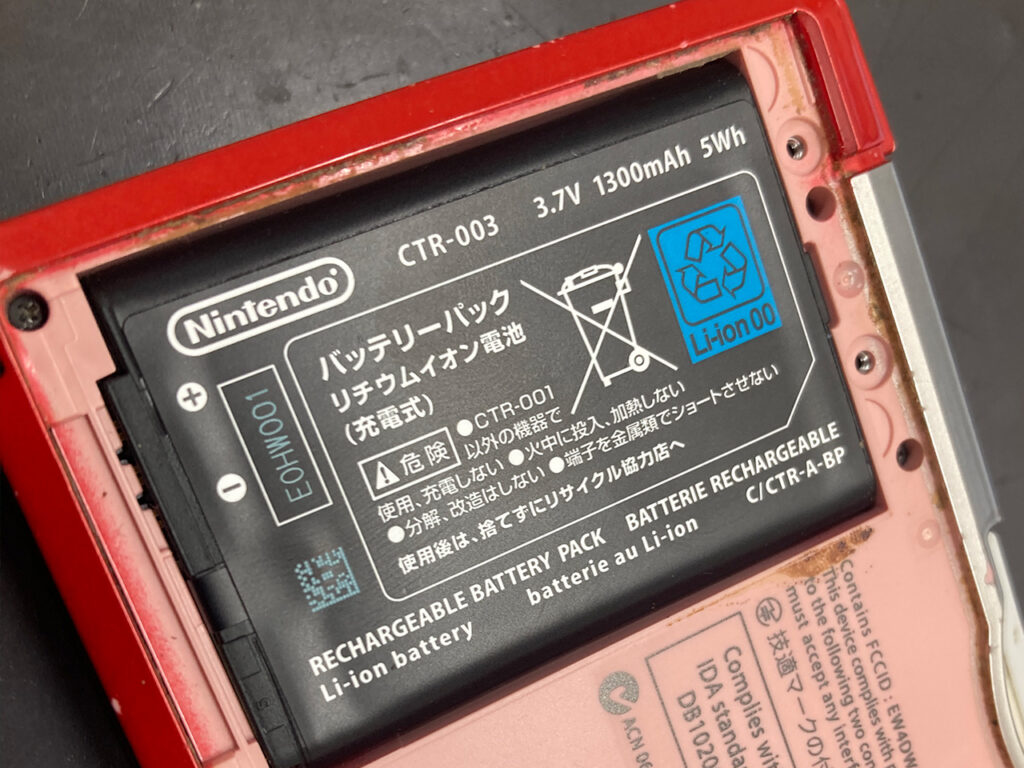 Nintendo CTR-003 3.7V 1300mAh 5Wh
+
−
EOHW001
バッテリーパック
リチウムイオン電池
(充電式)
Li-ion 00
危険
●CTR-001
以外の機器で
使用、充電しない ●火中に投入、加熱しない
●分解、改造はしない ●端子を金属類でショートさせない
使用後は、捨てずにリサイクル協力店へ
RECHARGEABLE BATTERY PACK BATTERIE RECHARGEABLE
Li-ion battery batterie au Li-ion C/CTR-A-BP
Contains FCCID : EW4DW
This device complies with
to the following two con
must accept any interf
技適マークの付
Complies with
IDA standa
DB1020
ACN 06